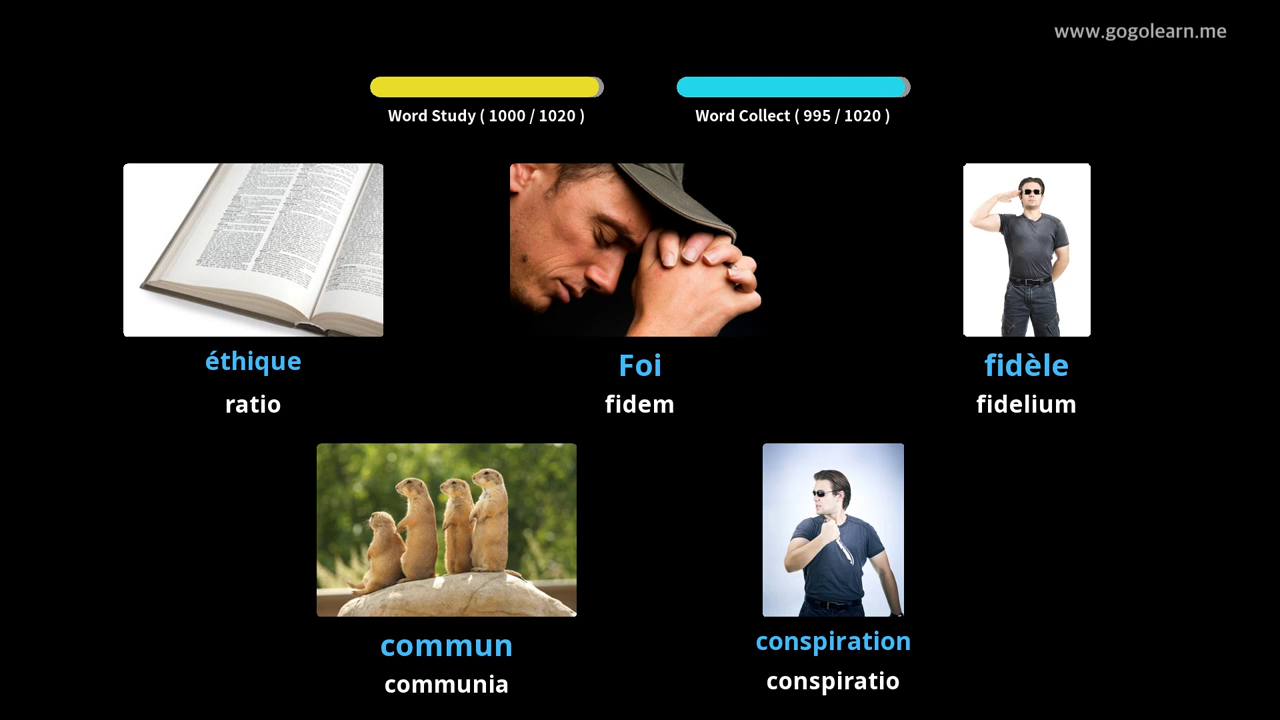 www.gogolearn.me
Word Study ( 1000 / 1020 )
Word Collect ( 995 / 1020 )
éthique
ratio
Foi
fidem
fidèle
fidelium
commun
communia
conspiration
conspiratio